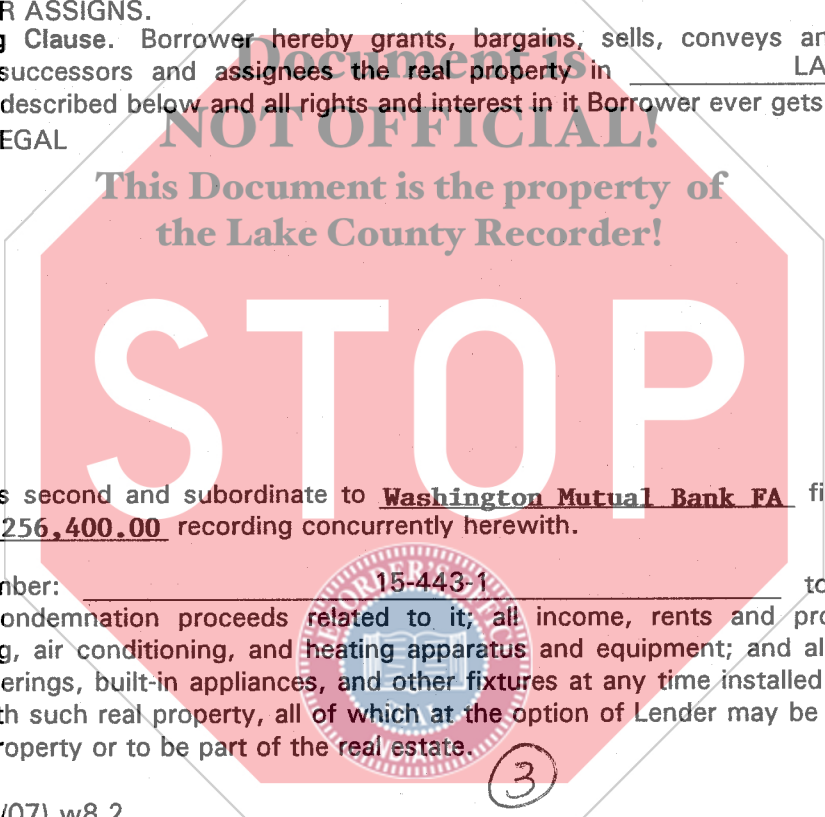 R ASSIGNS.
g Clause. Borrower hereby grants, bargains, sells, conveys an
Document is
successors and assignees the real property in LA
described below and all rights and interest in it Borrower ever gets
NOT OFFICIAL!
EGAL
This Document is the property of
the Lake County Recorder!
STOP
s second and subordinate to Washington Mutual Bank FA fi
256,400.00 recording concurrently herewith.
nber: 15-443-1 to
ondemnation proceeds related to it; all income, rents and pro
g, air conditioning, and heating apparatus and equipment; and al
erings, built-in appliances, and other fixtures at any time installed
th such real property, all of which at the option of Lender may be
roperty or to be part of the real estate.
3
/07) w8.2